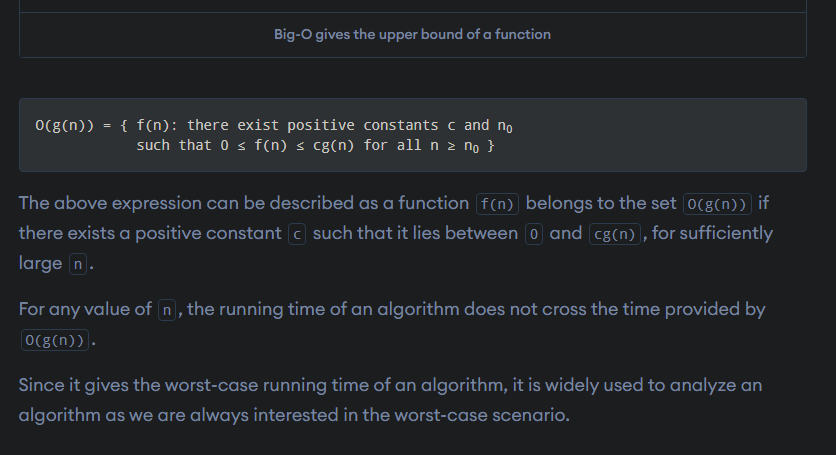 Big-O gives the upper bound of a function
O(g(n)) = { f(n): there exist positive constants c and n₀
such that 0 ≤ f(n) ≤ cg(n) for all n ≥ n₀ }
The above expression can be described as a function f(n) belongs to the set O(g(n)) if
there exists a positive constant c such that it lies between 0 and cg(n), for sufficiently
large n.
For any value of n, the running time of an algorithm does not cross the time provided by
O(g(n)).
Since it gives the worst-case running time of an algorithm, it is widely used to analyze an
algorithm as we are always interested in the worst-case scenario.